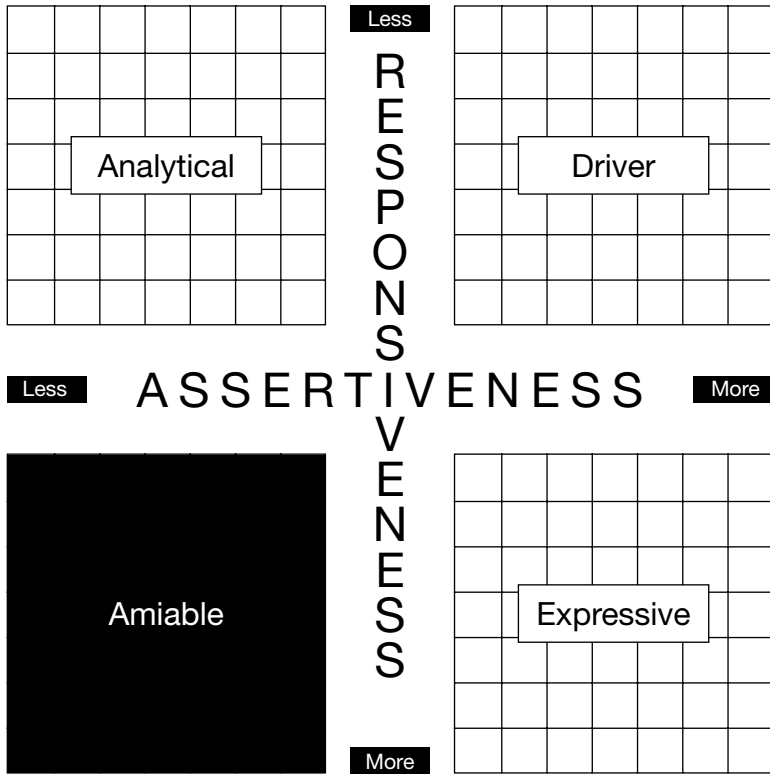 Less
Analytical
Driver
RESPONSIVENESS
Less
ASSERTIVENESS
More
Amiable
Expressive
More